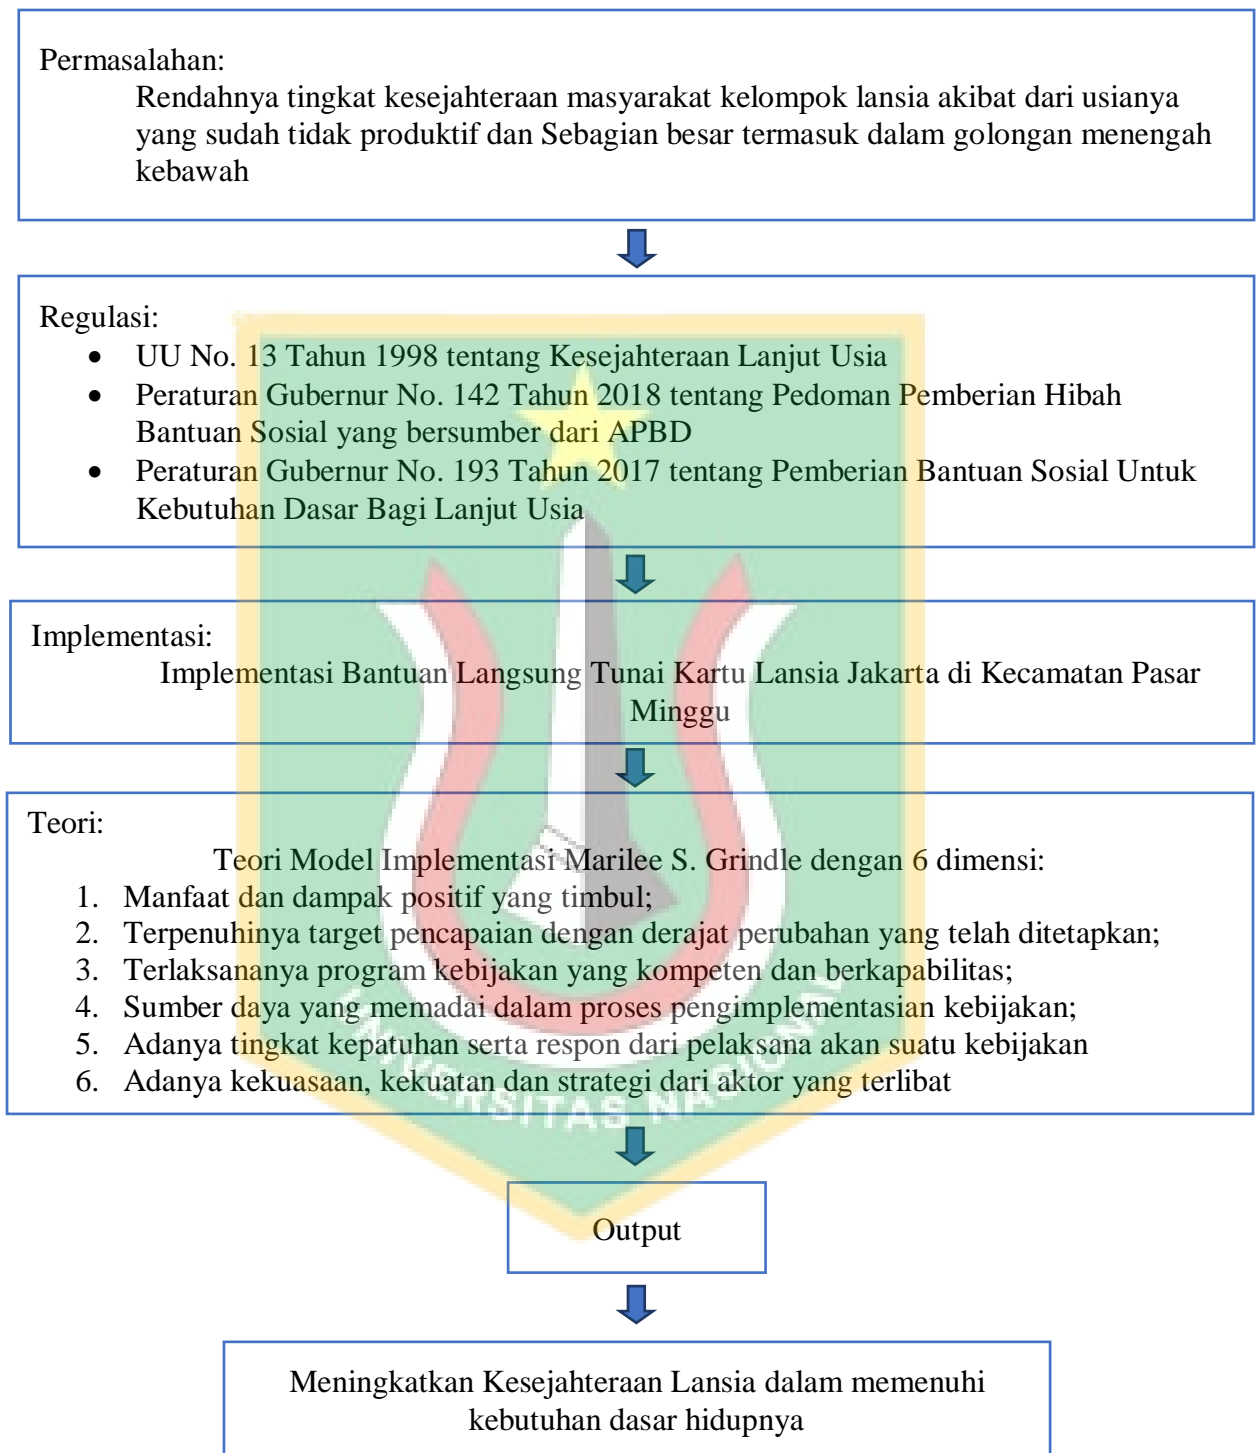 Permasalahan:
Rendahnya tingkat kesejahteraan masyarakat kelompok lansia akibat dari usianya
yang sudah tidak produktif dan Sebagian besar termasuk dalam golongan menengah
kebawah
Regulasi:
• UU No. 13 Tahun 1998 tentang Kesejahteraan Lanjut Usia
• Peraturan Gubernur No. 142 Tahun 2018 tentang Pedoman Pemberian Hibah
Bantuan Sosial yang bersumber dari APBD
• Peraturan Gubernur No. 193 Tahun 2017 tentang Pemberian Bantuan Sosial Untuk
Kebutuhan Dasar Bagi Lanjut Usia
Implementasi:
Implementasi Bantuan Langsung Tunai Kartu Lansia Jakarta di Kecamatan Pasar
Minggu
Teori:
Teori Model Implementasi Marilee S. Grindle dengan 6 dimensi:
1. Manfaat dan dampak positif yang timbul;
2. Terpenuhinya target pencapaian dengan derajat perubahan yang telah ditetapkan;
3. Terlaksananya program kebijakan yang kompeten dan berkapabilitas;
4. Sumber daya yang memadai dalam proses pengimplementasian kebijakan;
5. Adanya tingkat kepatuhan serta respon dari pelaksana akan suatu kebijakan
6. Adanya kekuasaan, kekuatan dan strategi dari aktor yang terlibat
UNIVERSITAS NASIONAL
Output
Meningkatkan Kesejahteraan Lansia dalam memenuhi
kebutuhan dasar hidupnya